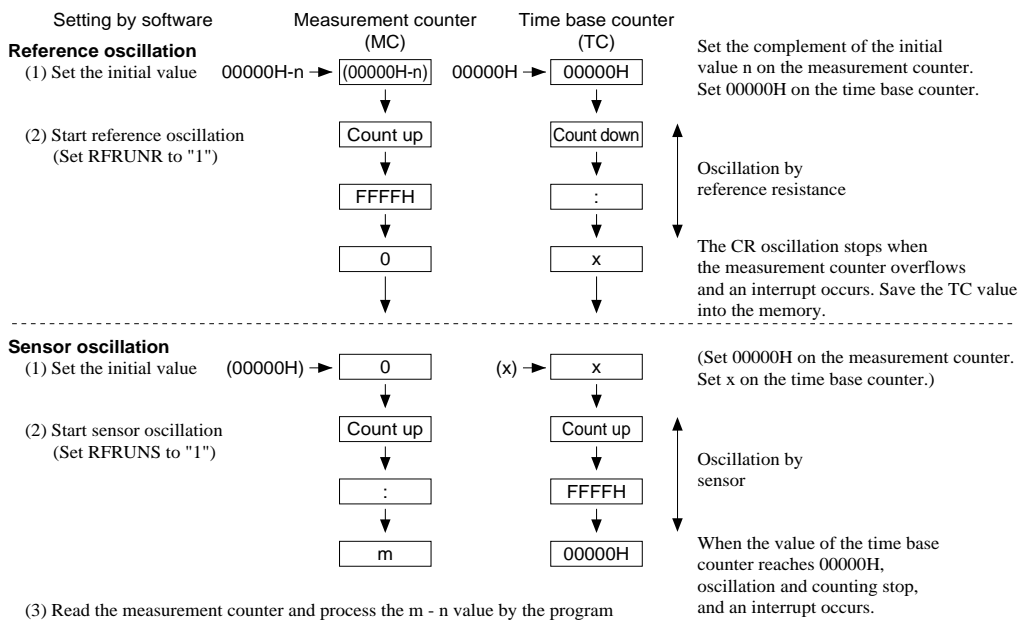 Setting by software
Measurement counter
(MC)
Time base counter
(TC)
Reference oscillation
(1) Set the initial value
00000H-n
(00000H-n)
00000H
00000H
Set the complement of the initial
value n on the measurement counter.
Set 00000H on the time base counter.
(2) Start reference oscillation
(Set RFRUNR to "1")
Count up
Count down
FFFFH
:
Oscillation by
reference resistance
0
x
The CR oscillation stops when
the measurement counter overflows
and an interrupt occurs. Save the TC value
into the memory.
Sensor oscillation
(1) Set the initial value
(00000H)
0
(x)
x
(Set 00000H on the measurement counter.
Set x on the time base counter.)
(2) Start sensor oscillation
(Set RFRUNS to "1")
Count up
Count up
:
FFFFH
Oscillation by
sensor
m
00000H
When the value of the time base
counter reaches 00000H,
oscillation and counting stop,
and an interrupt occurs.
(3) Read the measurement counter and process the m - n value by the program